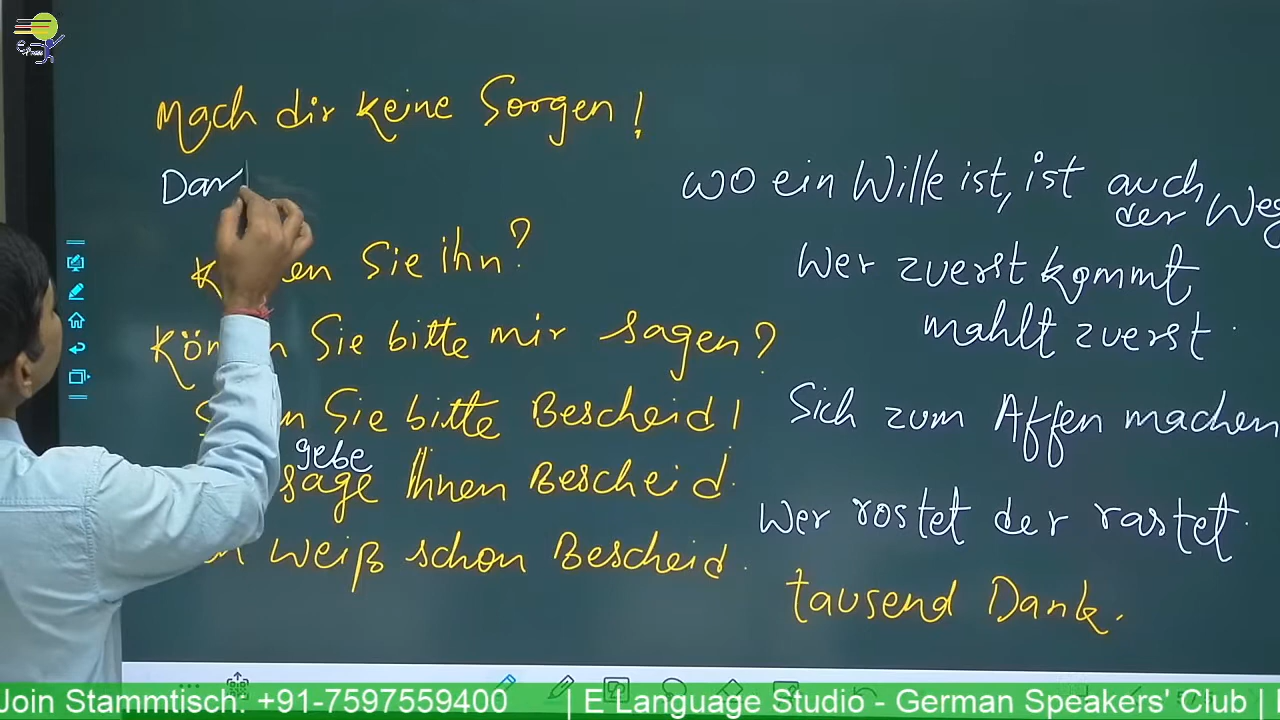 Mach dir keine Sorgen!
Dar
Sie ihn?
Sie bitte mir sagen?
Sie bitte Bescheid!
gebe
sage Ihnen Bescheid.
weiß schon Bescheid.
wo ein Wille ist, ist auch
der Weg
Wer zuerst kommt
mahlt zuerst.
Sich zum Affen machen
Wer rostet der rastet.
tausend Dank.
Join Stammtisch: +91-7597559400 | E Language Studio - German Speakers' Club |